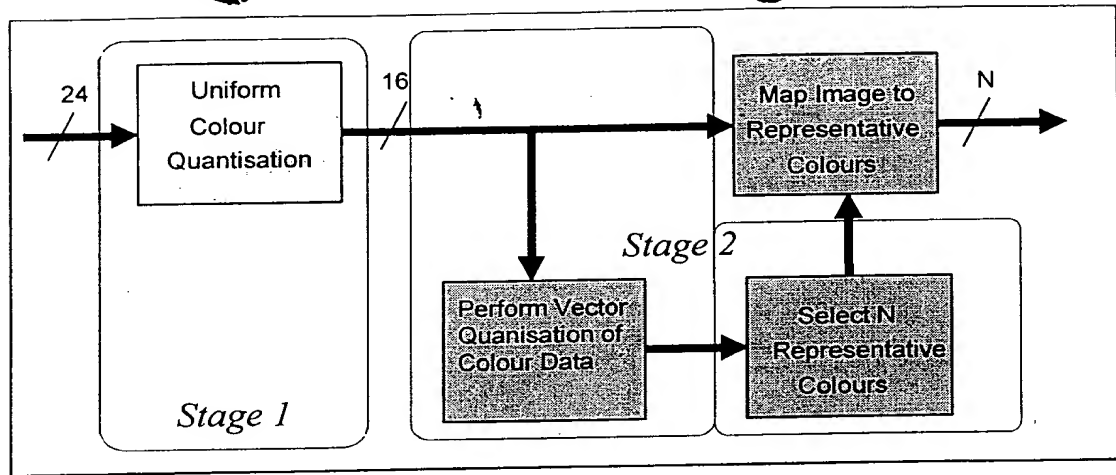 24
Uniform
Colour
Quantisation
16
Map Image to
Representative
Colours
N
Stage 2
Perform Vector
Quanisation of
Colour Data
Select N
Representative
Colours
Stage 1